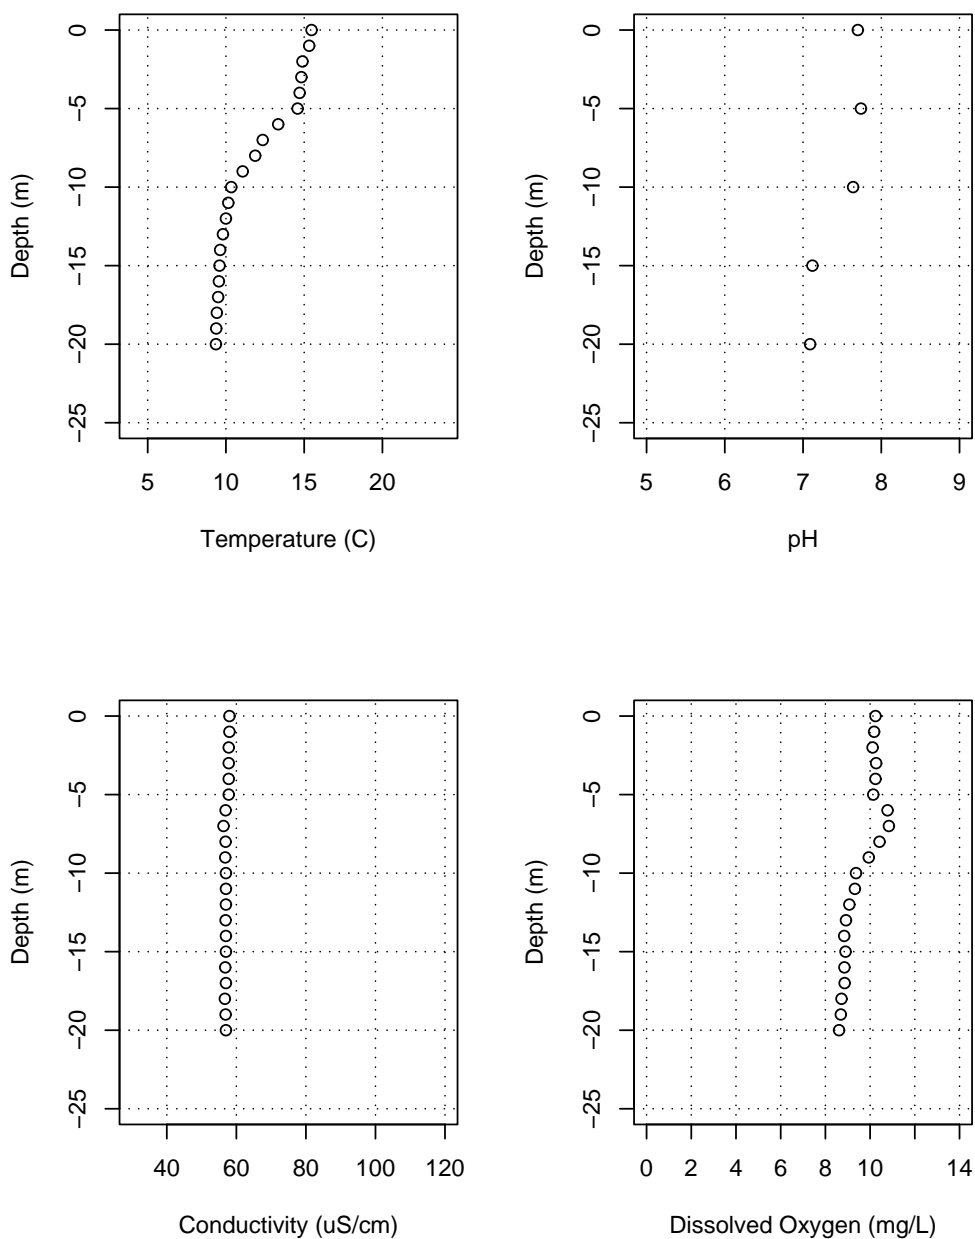 0
−5
−10
−15
−20
−25
Depth (m)
5 10 15 20
Temperature (C)
0
−5
−10
−15
−20
−25
Depth (m)
5 6 7 8 9
pH
0
−5
−10
−15
−20
−25
Depth (m)
40 60 80 100 120
Conductivity (uS/cm)
0
−5
−10
−15
−20
−25
Depth (m)
0 2 4 6 8 10 14
Dissolved Oxygen (mg/L)